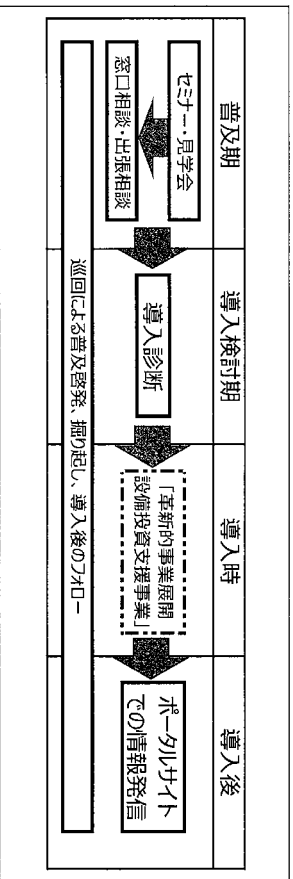 普及期
導入検討期
導入時
導入後
セミナー・見学会
窓口相談・出張相談
導入診断
「革新的事業展開
設備投資支援事業」
ポータルサイト
での情報発信
巡回による普及啓発、掘り起し、導入後のフォロー